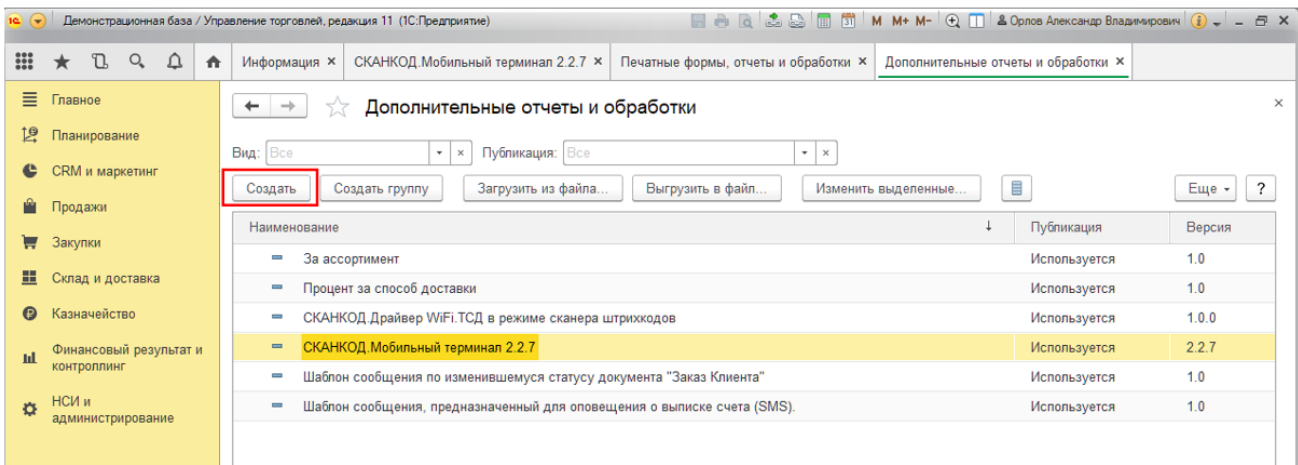 Демонстрационная база / Управление торговлей, редакция 11 (1С:Предприятие) M M+ M- Орлов Александр Владимирович
Информация × СКАНКОД.Мобильный терминал 2.2.7 × Печатные формы, отчеты и обработки × Дополнительные отчеты и обработки ×
Главное
Планирование
CRM и маркетинг
Продажи
Закупки
Склад и доставка
Казначейство
Финансовый результат и
контроллинг
НСИ и
администрирование
Дополнительные отчеты и обработки
Вид: Все Публикация: Все
Создать Создать группу Загрузить из файла... Выгрузить в файл... Изменить выделенные... Еще ?
Наименование ↓ Публикация Версия
За ассортимент Используется 1.0
Процент за способ доставки Используется 1.0
СКАНКОД.Драйвер WiFi.ТСД в режиме сканера штрихкодов Используется 1.0.0
СКАНКОД.Мобильный терминал 2.2.7 Используется 2.2.7
Шаблон сообщения по изменившемуся статусу документа "Заказ Клиента" Используется 1.0
Шаблон сообщения, предназначенный для оповещения о выписке счета (SMS). Используется 1.0